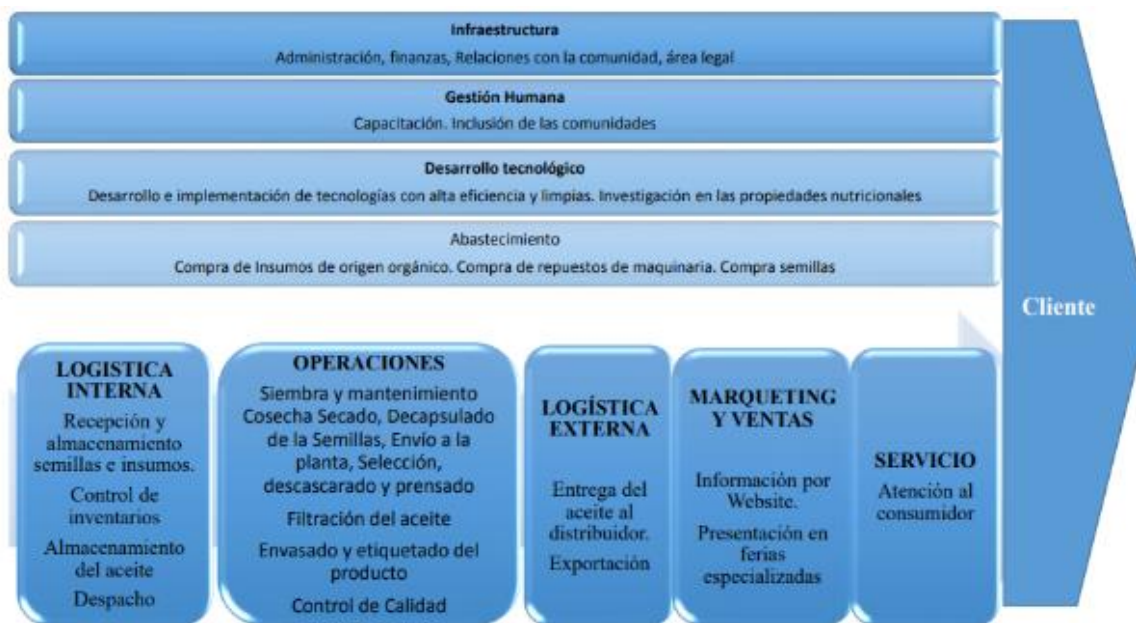 Infraestructura
Administración, finanzas, Relaciones con la comunidad, área legal
Gestión Humana
Capacitación. Inclusión de las comunidades
Desarrollo tecnológico
Desarrollo e implementación de tecnologías con alta eficiencia y limpias. Investigación en las propiedades nutricionales
Abastecimiento
Compra de Insumos de origen orgánico. Compra de repuestos de maquinaria. Compra semillas
Cliente
LOGISTICA
INTERNA
Recepción y
almacenamiento
semillas e insumos.
Control de
inventarios
Almacenamiento
del aceite
Despacho
OPERACIONES
Siembra y mantenimiento
Cosecha Secado, Decapsulado
de la Semillas, Envío a la
planta, Selección,
descascarado y prensado
Filtración del aceite
Envasado y etiquetado del
producto
Control de Calidad
LOGÍSTICA
EXTERNA
Entrega del
aceite al
distribuidor.
Exportación
MARQUETING
Y VENTAS
Información por
Website.
Presentación en
ferias
especializadas
SERVICIO
Atención al
consumidor